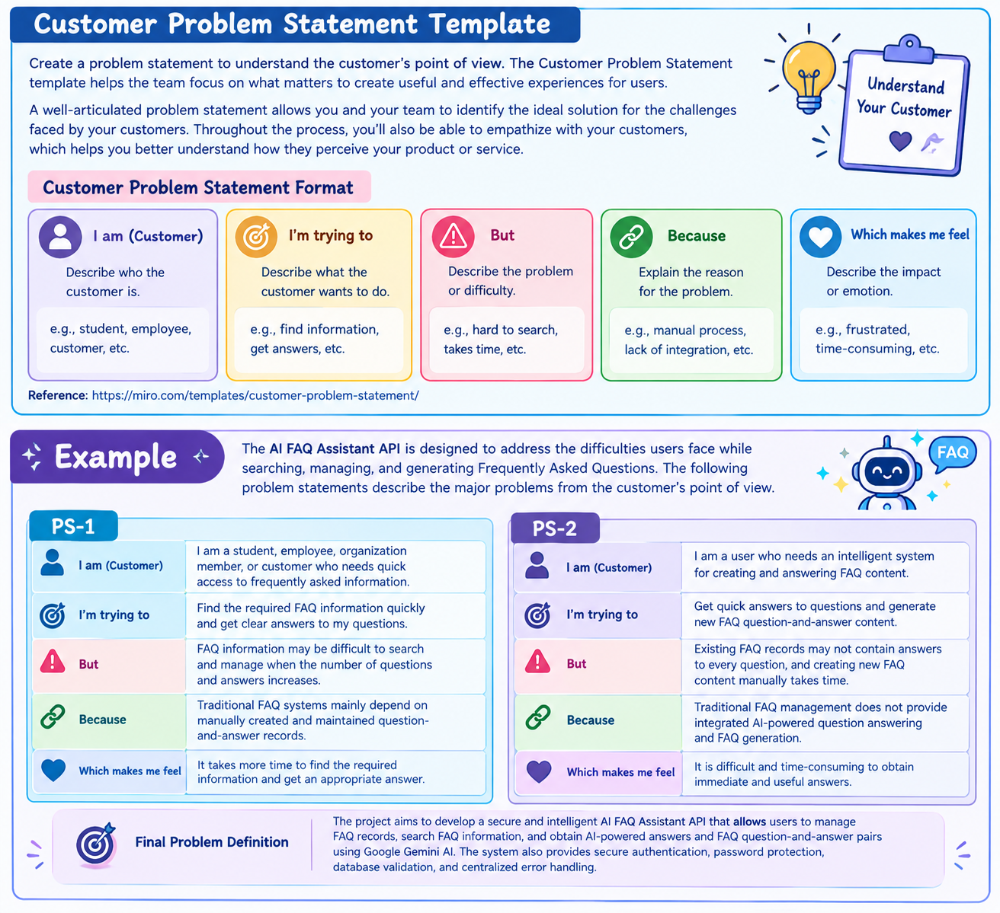 Customer Problem Statement Template
Create a problem statement to understand the customer's point of view. The Customer Problem Statement
template helps the team focus on what matters to create useful and effective experiences for users.
A well-articulated problem statement allows you and your team to identify the ideal solution for the challenges
faced by your customers. Throughout the process, you'll also be able to empathize with your customers,
which helps you better understand how they perceive your product or service.
Understand
Your Customer
Customer Problem Statement Format
I am (Customer)
Describe who the
customer is.
e.g., student, employee,
customer, etc.
I'm trying to
Describe what the
customer wants to do.
e.g., find information,
get answers, etc.
But
Describe the problem
or difficulty.
e.g., hard to search,
takes time, etc.
Because
Explain the reason
for the problem.
e.g., manual process,
lack of integration, etc.
Which makes me feel
Describe the impact
or emotion.
e.g., frustrated,
time-consuming, etc.
Reference: https://miro.com/templates/customer-problem-statement/
Example
The AI FAQ Assistant API is designed to address the difficulties users face while
searching, managing, and generating Frequently Asked Questions. The following
problem statements describe the major problems from the customer's point of view.
FAQ
PS-1
I am (Customer)
I am a student, employee, organization
member, or customer who needs quick
access to frequently asked information.
I'm trying to
Find the required FAQ information quickly
and get clear answers to my questions.
But
FAQ information may be difficult to search
and manage when the number of questions
and answers increases.
Because
Traditional FAQ systems mainly depend on
manually created and maintained question-
and-answer records.
Which makes me feel
It takes more time to find the required
information and get an appropriate answer.
PS-2
I am (Customer)
I am a user who needs an intelligent system
for creating and answering FAQ content.
I'm trying to
Get quick answers to questions and generate
new FAQ question-and-answer content.
But
Existing FAQ records may not contain answers
to every question, and creating new FAQ
content manually takes time.
Because
Traditional FAQ management does not provide
integrated AI-powered question answering
and FAQ generation.
Which makes me feel
It is difficult and time-consuming to obtain
immediate and useful answers.
Final Problem Definition
The project aims to develop a secure and intelligent AI FAQ Assistant API that allows users to manage
FAQ records, search FAQ information, and obtain AI-powered answers and FAQ question-and-answer pairs
using Google Gemini AI. The system also provides secure authentication, password protection,
database validation, and centralized error handling.